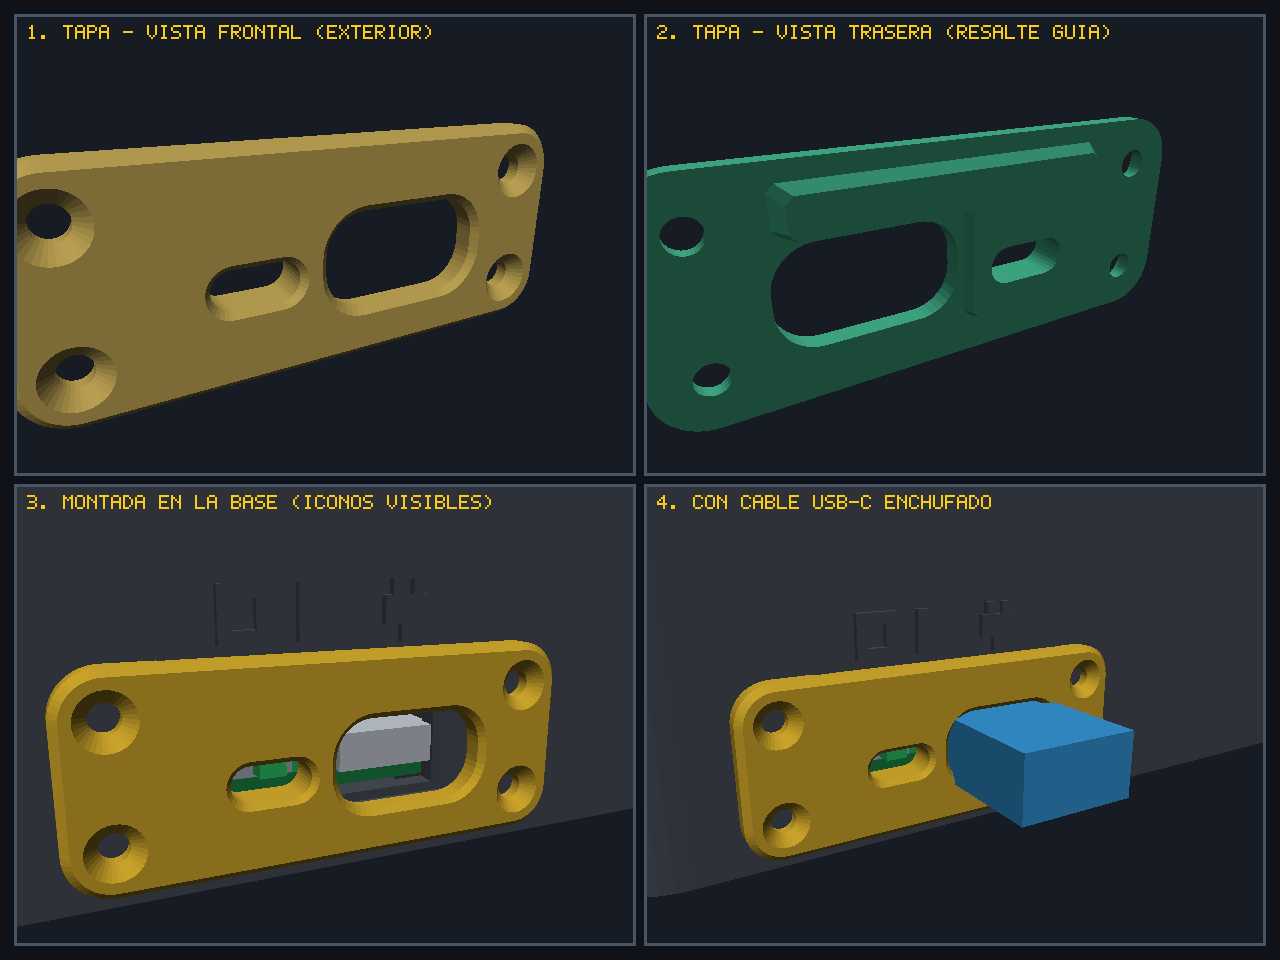 1. TAPA - VISTA FRONTAL (EXTERIOR)
2. TAPA - VISTA TRASERA (RESALTE GUIA)
3. MONTADA EN LA BASE (ICONOS VISIBLES)
4. CON CABLE USB-C ENCHUFADO